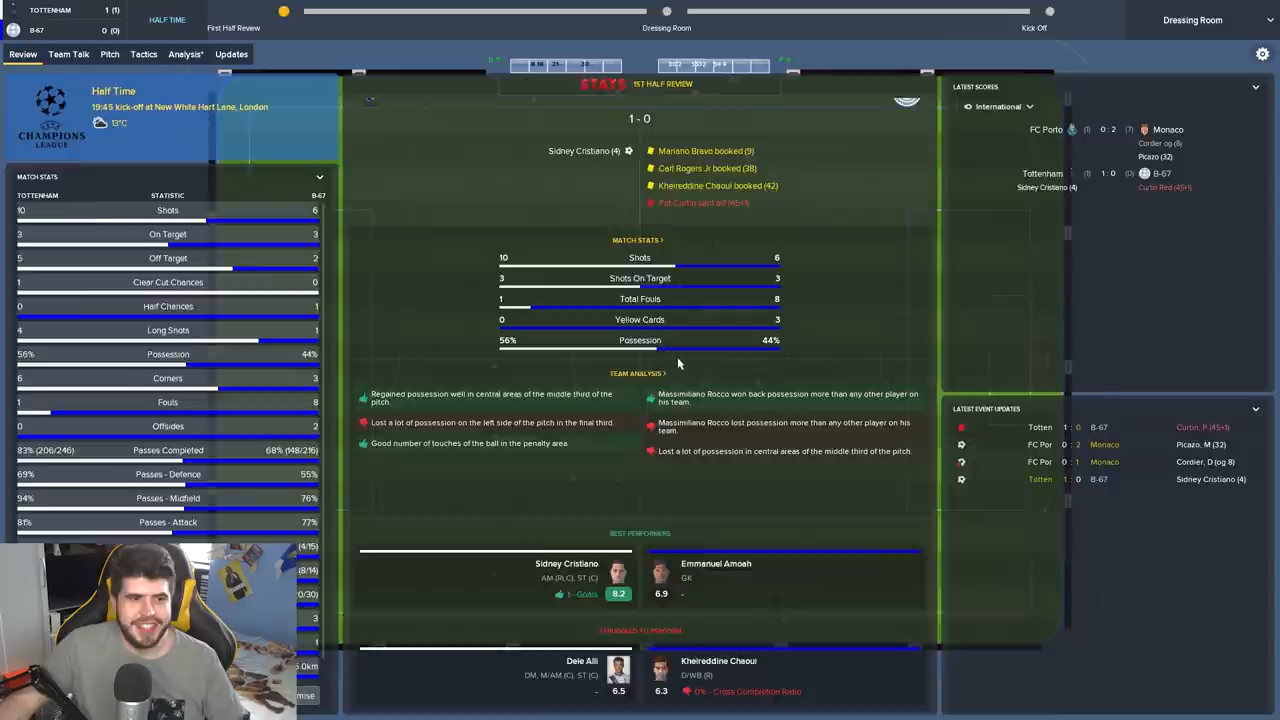 TOTTENHAM 1 (1)
B-67 0 (0)
HALF TIME
First Half Review
Dressing Room
Kick Off
Dressing Room
Review Team Talk Pitch Tactics Analysis* Updates
Half Time
19:45 kick-off at New White Hart Lane, London
13°C
CHAMPIONS
LEAGUE
MATCH STATS
TOTTENHAM STATISTIC B-67
10 Shots 6
3 On Target 3
5 Off Target 2
1 Clear Cut Chances 0
0 Half Chances 1
4 Long Shots 1
56% Possession 44%
6 Corners 3
1 Fouls 8
0 Offsides 2
83% (206/246) Passes Completed 68% (148/216)
69% Passes - Defence 55%
94% Passes - Midfield 76%
81% Passes - Attack 77%
(4/15)
(8/14)
3
1
STATS 1ST HALF REVIEW
1 - 0
Sidney Cristiano (4)
Mariano Bravo booked (9)
Carl Rogers Jr booked (38)
Kheireddine Chaoui booked (42)
Pat Curtin sent off (45+1)
MATCH STATS >
10 Shots 6
3 Shots On Target 3
1 Total Fouls 8
0 Yellow Cards 3
56% Possession 44%
TEAM ANALYSIS >
Regained possession well in central areas of the middle third of the
pitch.
Lost a lot of possession on the left side of the pitch in the final third.
Good number of touches of the ball in the penalty area
Massimiliano Rocco won back possession more than any other player on
his team.
Massimiliano Rocco lost possession more than any other player on his
team.
Lost a lot of possession in central areas of the middle third of the pitch.
BEST PERFORMERS
Sidney Cristiano
AM (RLC), ST (C)
1 - Goals 8.2
Emmanuel Amoah
GK
6.9 -
STRUGGLED TO PERFORM
Dele Alli
DM, M/AM (C), ST (C)
- 6.5
Kheireddine Chaoui
D/WB (R)
6.3 0% - Cross Completion Ratio
LATEST SCORES
International
FC Porto (1) 0 : 2 (7) Monaco
Cordier og (8)
Picazo (32)
Tottenham (1) 1 : 0 (0) B-67
Sidney Cristiano (4) Curtin Red (45+1)
LATEST EVENT UPDATES
Totten 1 : 0 B-67 Curtin, P (45+1)
FC Por 0 : 2 Monaco Picazo, M (32)
FC Por 0 : 1 Monaco Cordier, D (og 8)
Totten 1 : 0 B-67 Sidney Cristiano (4)